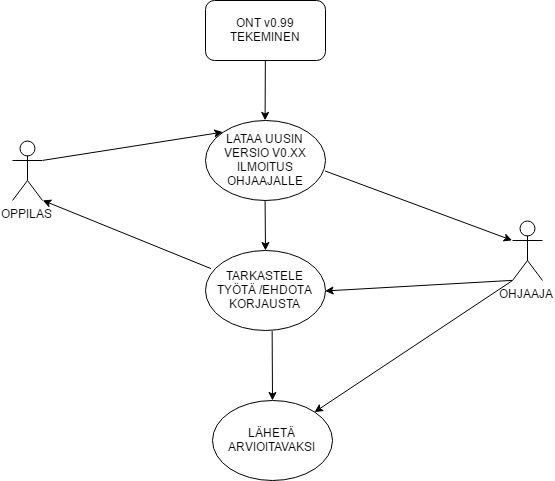 ONT v0.99
TEKEMINEN
LATAA UUSIN
VERSIO V0.XX
ILMOITUS
OHJAAJALLE
OPPILAS
OHJAAJA
TARKASTELE
TYÖTÄ /EHDOTA
KORJAUSTA
LÄHETÄ
ARVIOITAVAKSI